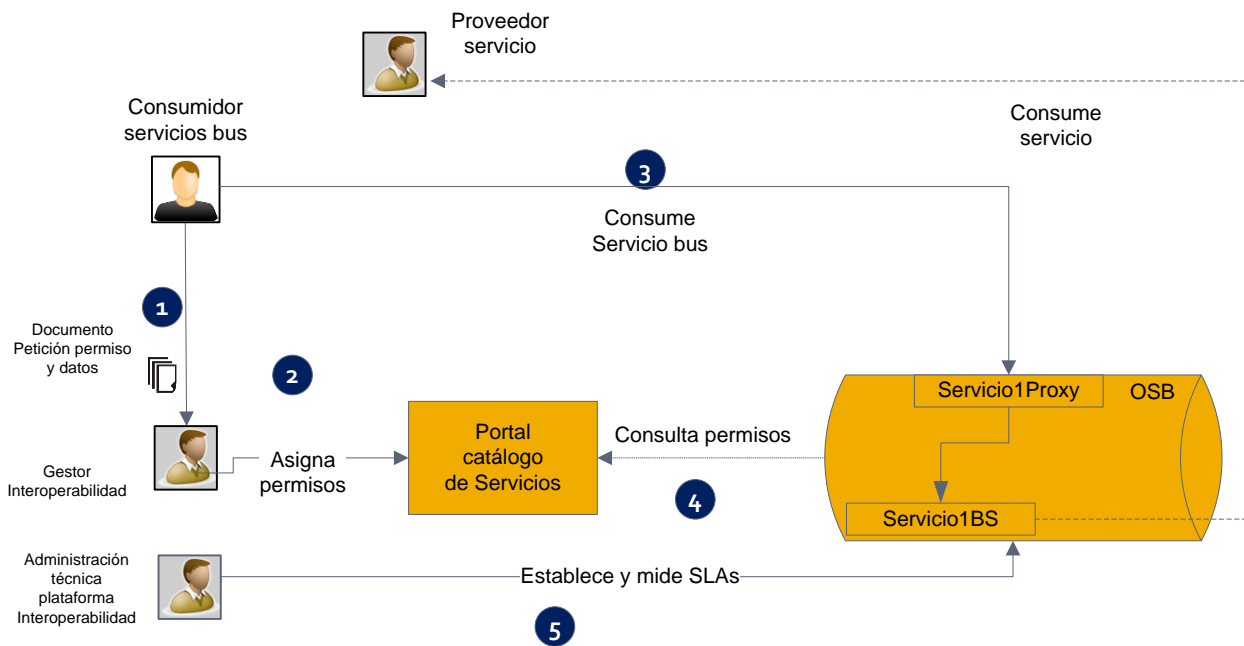 Proveedor
servicio
Consumidor
servicios bus
Consume
servicio
3
Consume
Servicio bus
1
Documento
Petición permiso
y datos
2
Servicio1Proxy
OSB
Portal
catálogo
de Servicios
Consulta permisos
Asigna
permisos
Gestor
Interoperabilidad
4
Servicio1BS
Administración
técnica
plataforma
Interoperabilidad
Establece y mide SLAs
5